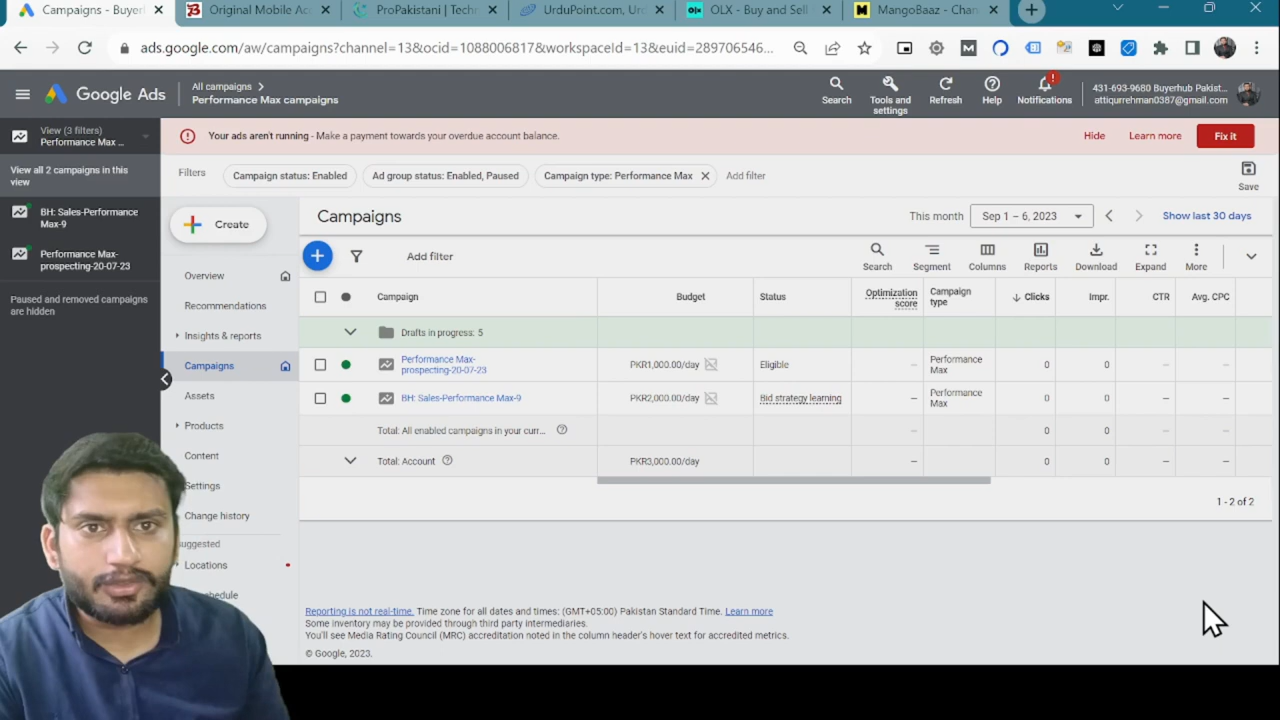 Campaigns - Buyerl
Original Mobile Ac
ProPakistani | Techn
UrduPoint.com, Urd
OLX - Buy and Sell
MangoBaaz - Chan
ads.google.com/aw/campaigns?channel=13&ocid=1088006817&workspaceId=13&euid=289706546...
Google Ads
All campaigns
Performance Max campaigns
Search
Tools and
settings
Refresh
Help
Notifications
431-693-9680 Buyerhub Pakist...
attiqurrehman0387@gmail.com
View (3 filters)
Performance Max ...
Your ads aren't running - Make a payment towards your overdue account balance.
Hide
Learn more
Fix it
View all 2 campaigns in this
view
Filters
Campaign status: Enabled
Ad group status: Enabled, Paused
Campaign type: Performance Max
Add filter
Save
BH: Sales-Performance
Max-9
Performance Max-
prospecting-20-07-23
Paused and removed campaigns
are hidden
Create
Overview
Recommendations
Insights & reports
Campaigns
Assets
Products
Content
Settings
Change history
uggested
Locations
hedule
Campaigns
This month
Sep 1 – 6, 2023
Show last 30 days
Add filter
Search
Segment
Columns
Reports
Download
Expand
More
Campaign
Budget
Status
Optimization
score
Campaign
type
Clicks
Impr.
CTR
Avg. CPC
Drafts in progress: 5
Performance Max-
prospecting-20-07-23
PKR1,000.00/day
Eligible
–
Performance
Max
0
0
–
–
BH: Sales-Performance Max-9
PKR2,000.00/day
Bid strategy learning
–
Performance
Max
0
0
–
–
Total: All enabled campaigns in your curr...
–
0
0
–
–
Total: Account
PKR3,000.00/day
–
0
0
–
–
1 - 2 of 2
Reporting is not real-time. Time zone for all dates and times: (GMT+05:00) Pakistan Standard Time. Learn more
Some inventory may be provided through third party intermediaries.
You'll see Media Rating Council (MRC) accreditation noted in the column header's hover text for accredited metrics.
© Google, 2023.